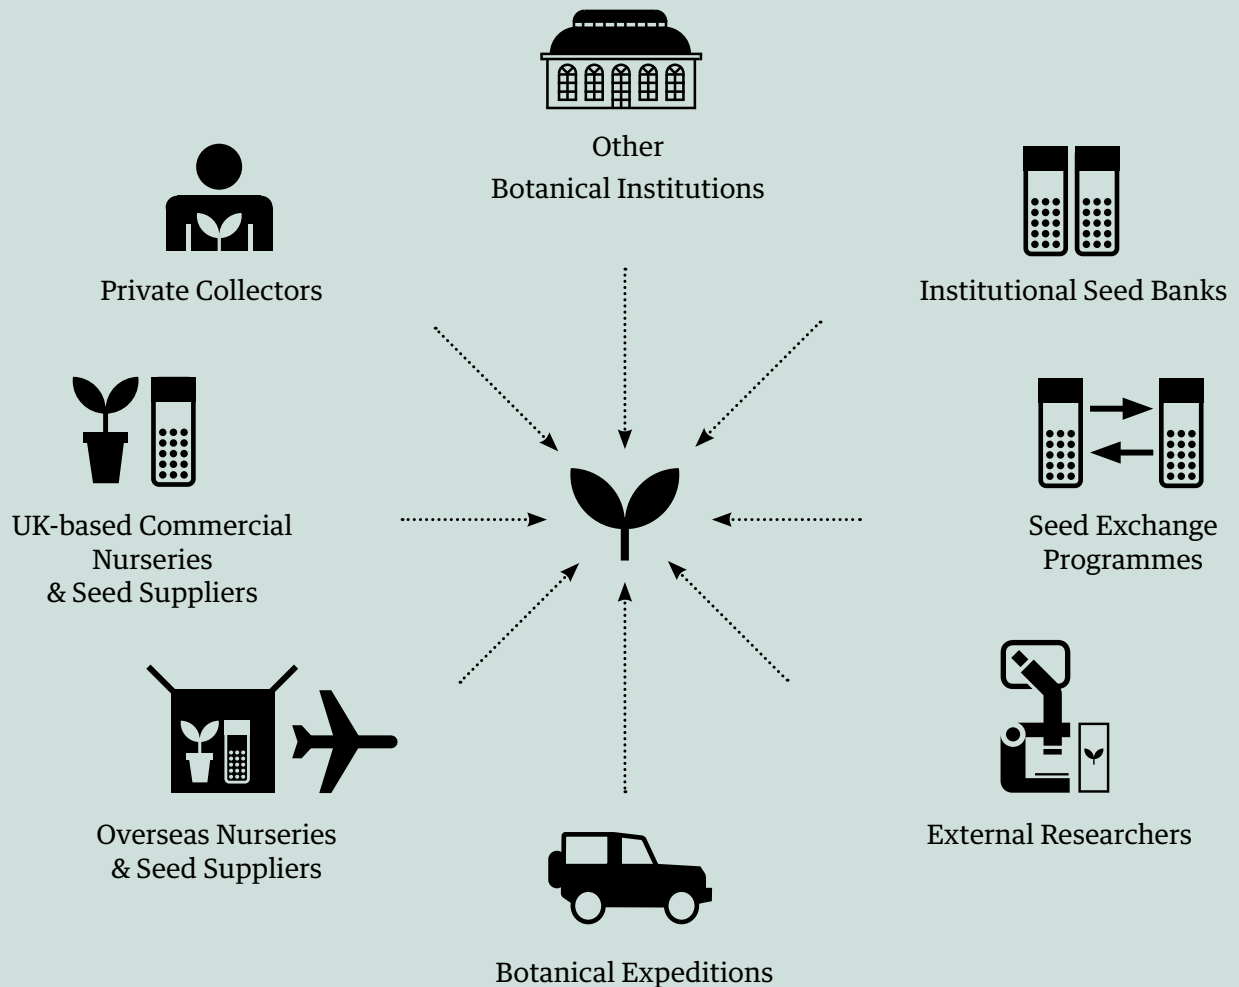 Other
Botanical Institutions
Private Collectors
Institutional Seed Banks
UK-based Commercial
Nurseries
& Seed Suppliers
Seed Exchange
Programmes
Overseas Nurseries
& Seed Suppliers
External Researchers
Botanical Expeditions